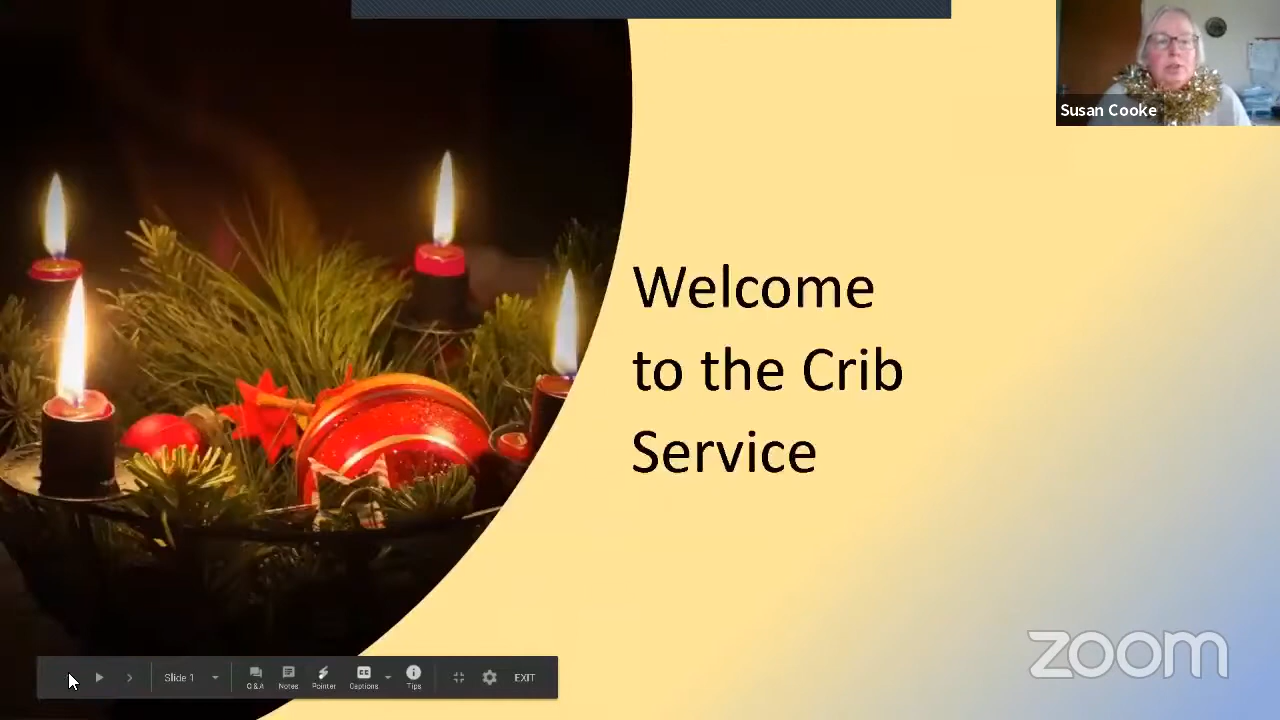 Susan Cooke
Welcome
to the Crib
Service
zoom
Slide 1
Q&A
Notes
Pointer
Captions
Tips
EXIT